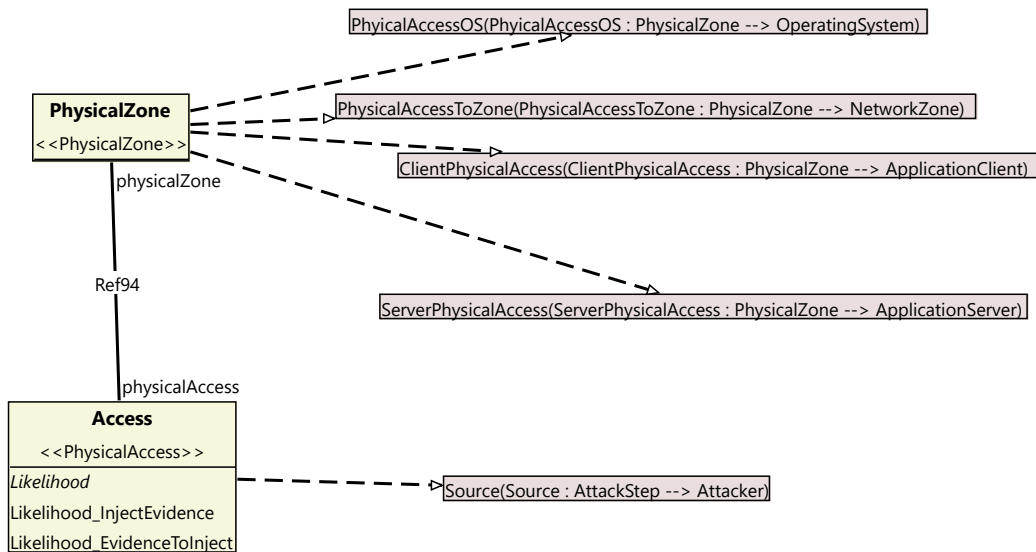 PhyicalAccessOS(PhyicalAccessOS : PhysicalZone --> OperatingSystem)
PhysicalZone
<<PhysicalZone>>
PhysicalAccessToZone(PhysicalAccessToZone : PhysicalZone --> NetworkZone)
ClientPhysicalAccess(ClientPhysicalAccess : PhysicalZone --> ApplicationClient)
physicalZone
Ref94
ServerPhysicalAccess(ServerPhysicalAccess : PhysicalZone --> ApplicationServer)
physicalAccess
Access
<<PhysicalAccess>>
Likelihood
Likelihood_InjectEvidence
Likelihood_EvidenceToInject
Source(Source : AttackStep --> Attacker)